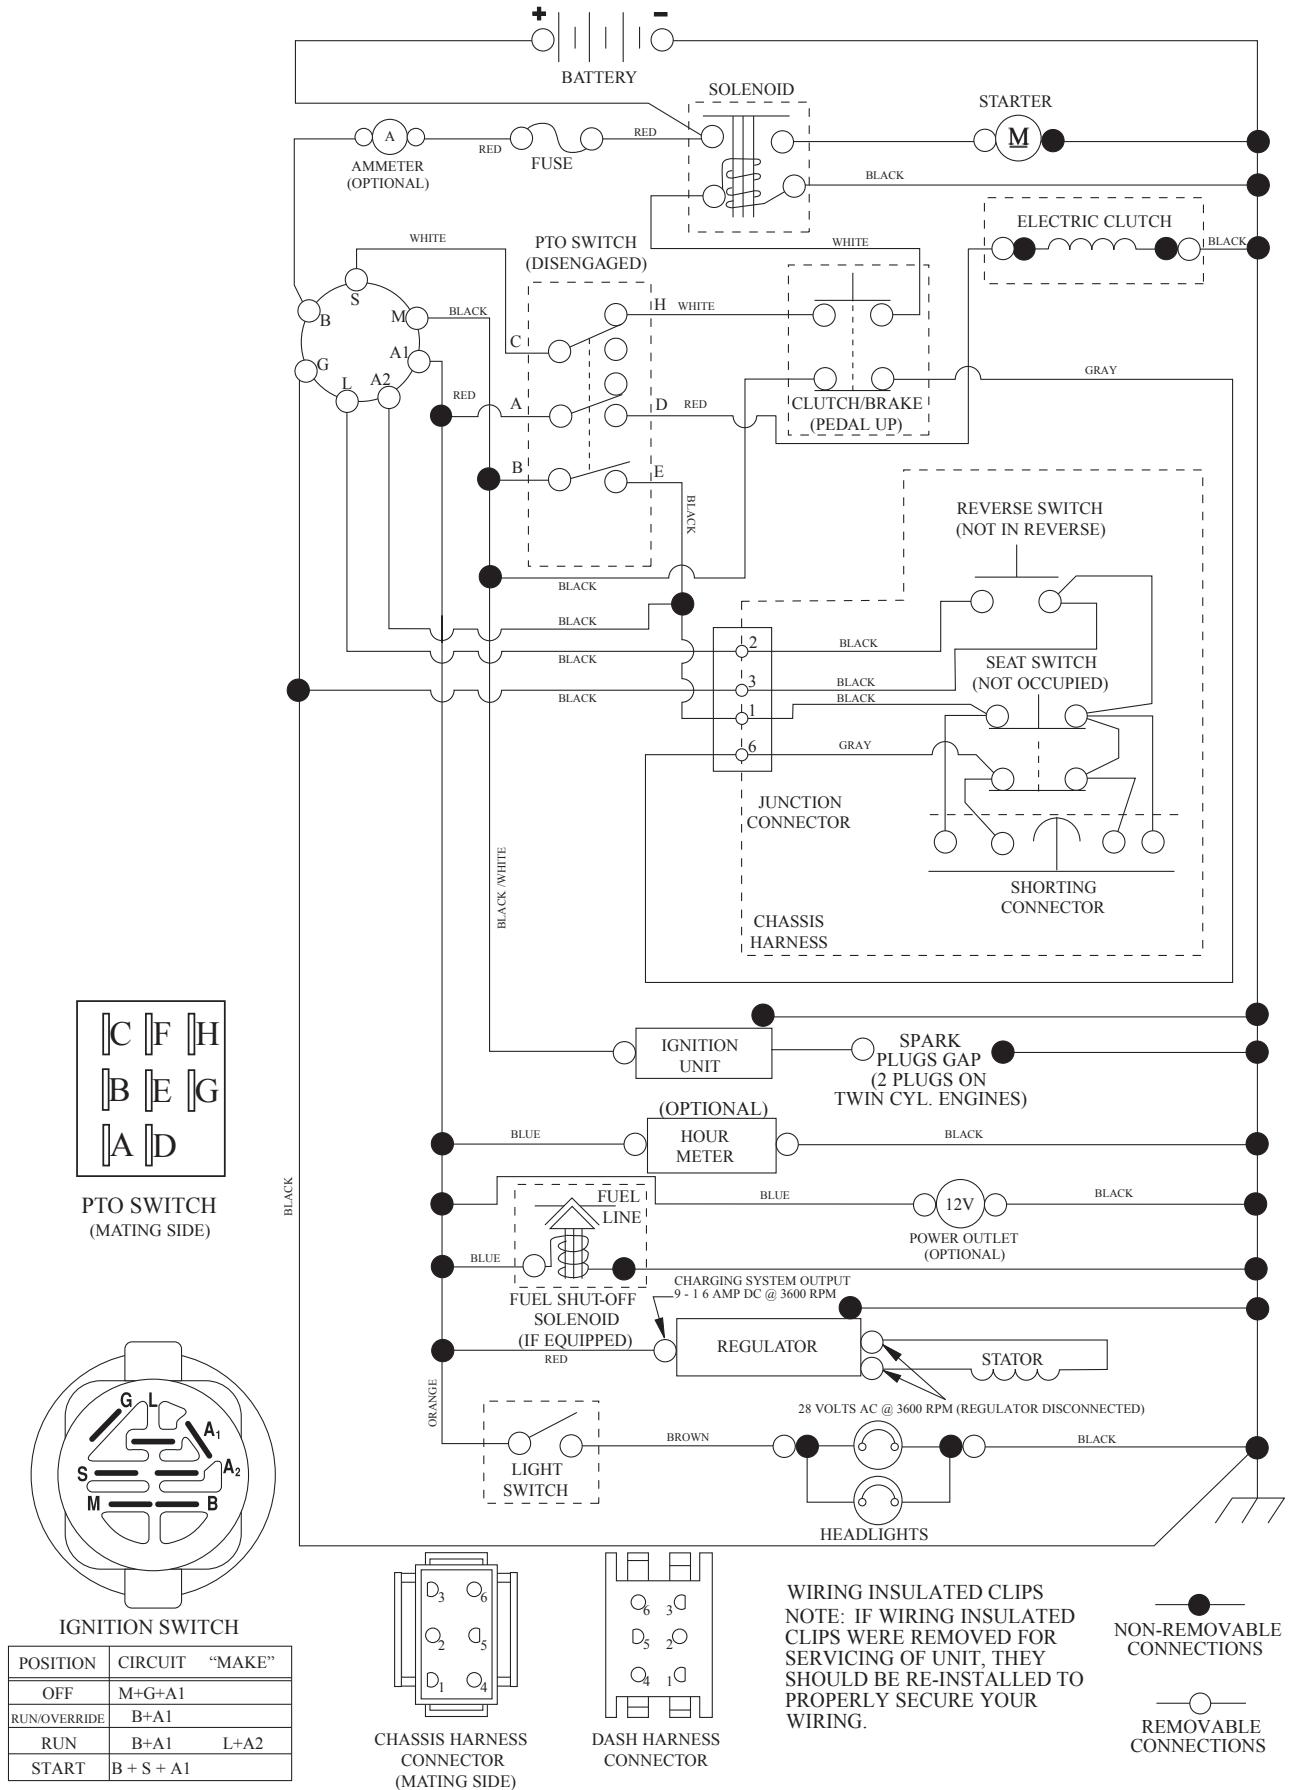 + −
BATTERY
SOLENOID
STARTER
A
RED
FUSE
RED
M
AMMETER
(OPTIONAL)
BLACK
ELECTRIC CLUTCH
WHITE
PTO SWITCH
(DISENGAGED)
WHITE
BLACK
S
B
M
BLACK
H
WHITE
C
G
A1
L
A2
RED
A
D
RED
GRAY
CLUTCH/BRAKE
(PEDAL UP)
B
E
BLACK
REVERSE SWITCH
(NOT IN REVERSE)
BLACK
BLACK
BLACK
2
BLACK
SEAT SWITCH
(NOT OCCUPIED)
BLACK
3
BLACK
BLACK
1
6
GRAY
JUNCTION
CONNECTOR
BLACK /WHITE
SHORTING
CONNECTOR
CHASSIS
HARNESS
C F H
B E G
A D
PTO SWITCH
(MATING SIDE)
IGNITION
UNIT
SPARK
PLUGS GAP
(2 PLUGS ON
TWIN CYL. ENGINES)
(OPTIONAL)
HOUR
METER
BLUE
BLACK
BLACK
FUEL
LINE
BLUE
12V
BLACK
POWER OUTLET
(OPTIONAL)
BLUE
FUEL SHUT-OFF
SOLENOID
(IF EQUIPPED)
CHARGING SYSTEM OUTPUT
9 - 1 6 AMP DC @ 3600 RPM
RED
REGULATOR
STATOR
28 VOLTS AC @ 3600 RPM (REGULATOR DISCONNECTED)
ORANGE
LIGHT
SWITCH
BROWN
BLACK
HEADLIGHTS
G L
A1
S
A2
M B
IGNITION SWITCH
POSITION CIRCUIT “MAKE”
OFF M+G+A1
RUN/OVERRIDE B+A1
RUN B+A1 L+A2
START B + S + A1
3 6
2 5
1 4
CHASSIS HARNESS
CONNECTOR
(MATING SIDE)
6 3
5 2
4 1
DASH HARNESS
CONNECTOR
WIRING INSULATED CLIPS
NOTE: IF WIRING INSULATED
CLIPS WERE REMOVED FOR
SERVICING OF UNIT, THEY
SHOULD BE RE-INSTALLED TO
PROPERLY SECURE YOUR
WIRING.
NON-REMOVABLE
CONNECTIONS
REMOVABLE
CONNECTIONS